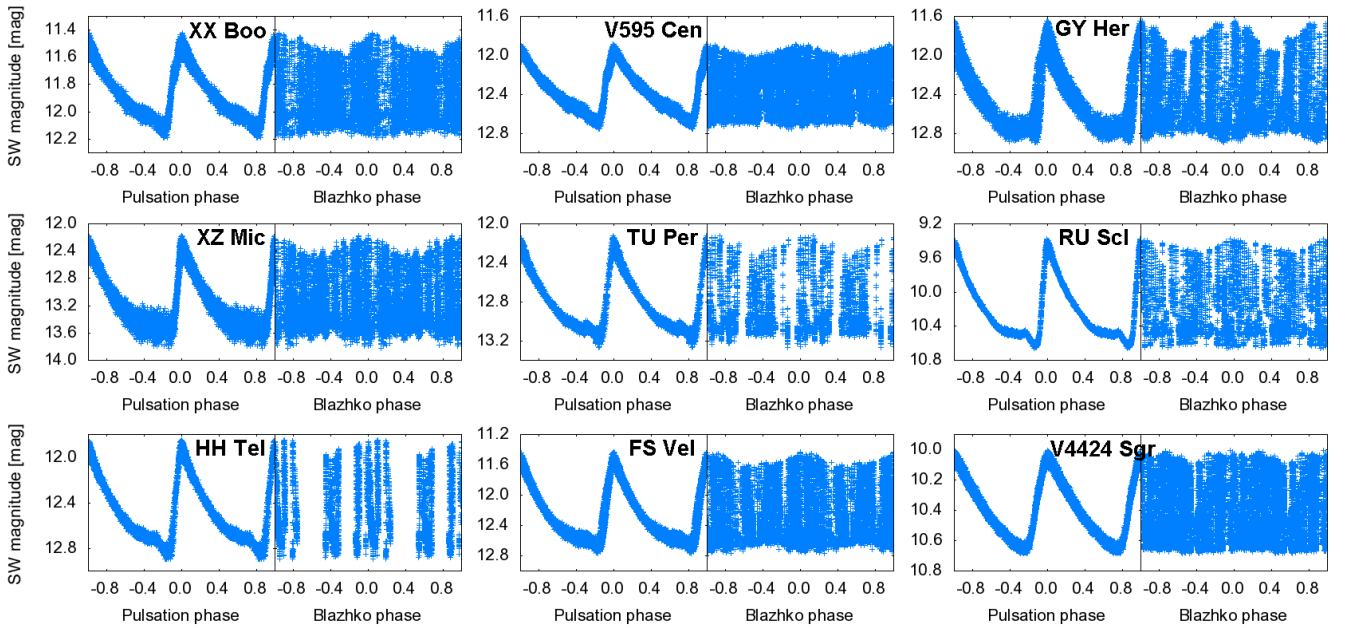 XX Boo V595 Cen GY Her
SW magnitude [mag] 11.4 11.6 11.8 12.0 12.2
12.0 12.4 12.8
11.6 12.0 12.4 12.8
-0.8 -0.4 0.0 0.4 0.8 -0.8 -0.4 0.0 0.4 0.8
-0.8 -0.4 0.0 0.4 0.8 -0.8 -0.4 0.0 0.4 0.8
-0.8 -0.4 0.0 0.4 0.8 -0.8 -0.4 0.0 0.4 0.8
Pulsation phase Blazhko phase Pulsation phase Blazhko phase Pulsation phase Blazhko phase
XZ Mic TU Per RU Scl
SW magnitude [mag] 12.0 12.4 12.8 13.2 13.6 14.0
12.0 12.4 12.8 13.2
9.2 9.6 10.0 10.4 10.8
-0.8 -0.4 0.0 0.4 0.8 -0.8 -0.4 0.0 0.4 0.8
-0.8 -0.4 0.0 0.4 0.8 -0.8 -0.4 0.0 0.4 0.8
-0.8 -0.4 0.0 0.4 0.8 -0.8 -0.4 0.0 0.4 0.8
Pulsation phase Blazhko phase Pulsation phase Blazhko phase Pulsation phase Blazhko phase
HH Tel FS Vel V4424 Sgr
SW magnitude [mag] 12.0 12.4 12.8
11.2 11.6 12.0 12.4 12.8
10.0 10.2 10.4 10.6 10.8
-0.8 -0.4 0.0 0.4 0.8 -0.8 -0.4 0.0 0.4 0.8
-0.8 -0.4 0.0 0.4 0.8 -0.8 -0.4 0.0 0.4 0.8
-0.8 -0.4 0.0 0.4 0.8 -0.8 -0.4 0.0 0.4 0.8
Pulsation phase Blazhko phase Pulsation phase Blazhko phase Pulsation phase Blazhko phase